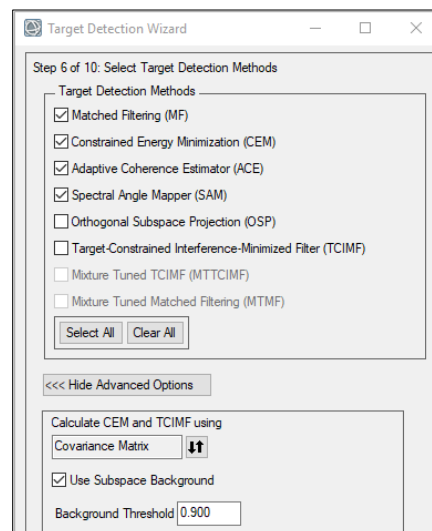 Target Detection Wizard
Step 6 of 10: Select Target Detection Methods
Target Detection Methods
Matched Filtering (MF)
Constrained Energy Minimization (CEM)
Adaptive Coherence Estimator (ACE)
Spectral Angle Mapper (SAM)
Orthogonal Subspace Projection (OSP)
Target-Constrained Interference-Minimized Filter (TCIMF)
Mixture Tuned TCIMF (MTTCIMF)
Mixture Tuned Matched Filtering (MTMF)
Select All Clear All
<<< Hide Advanced Options
Calculate CEM and TCIMF using
Covariance Matrix
Use Subspace Background
Background Threshold 0.900